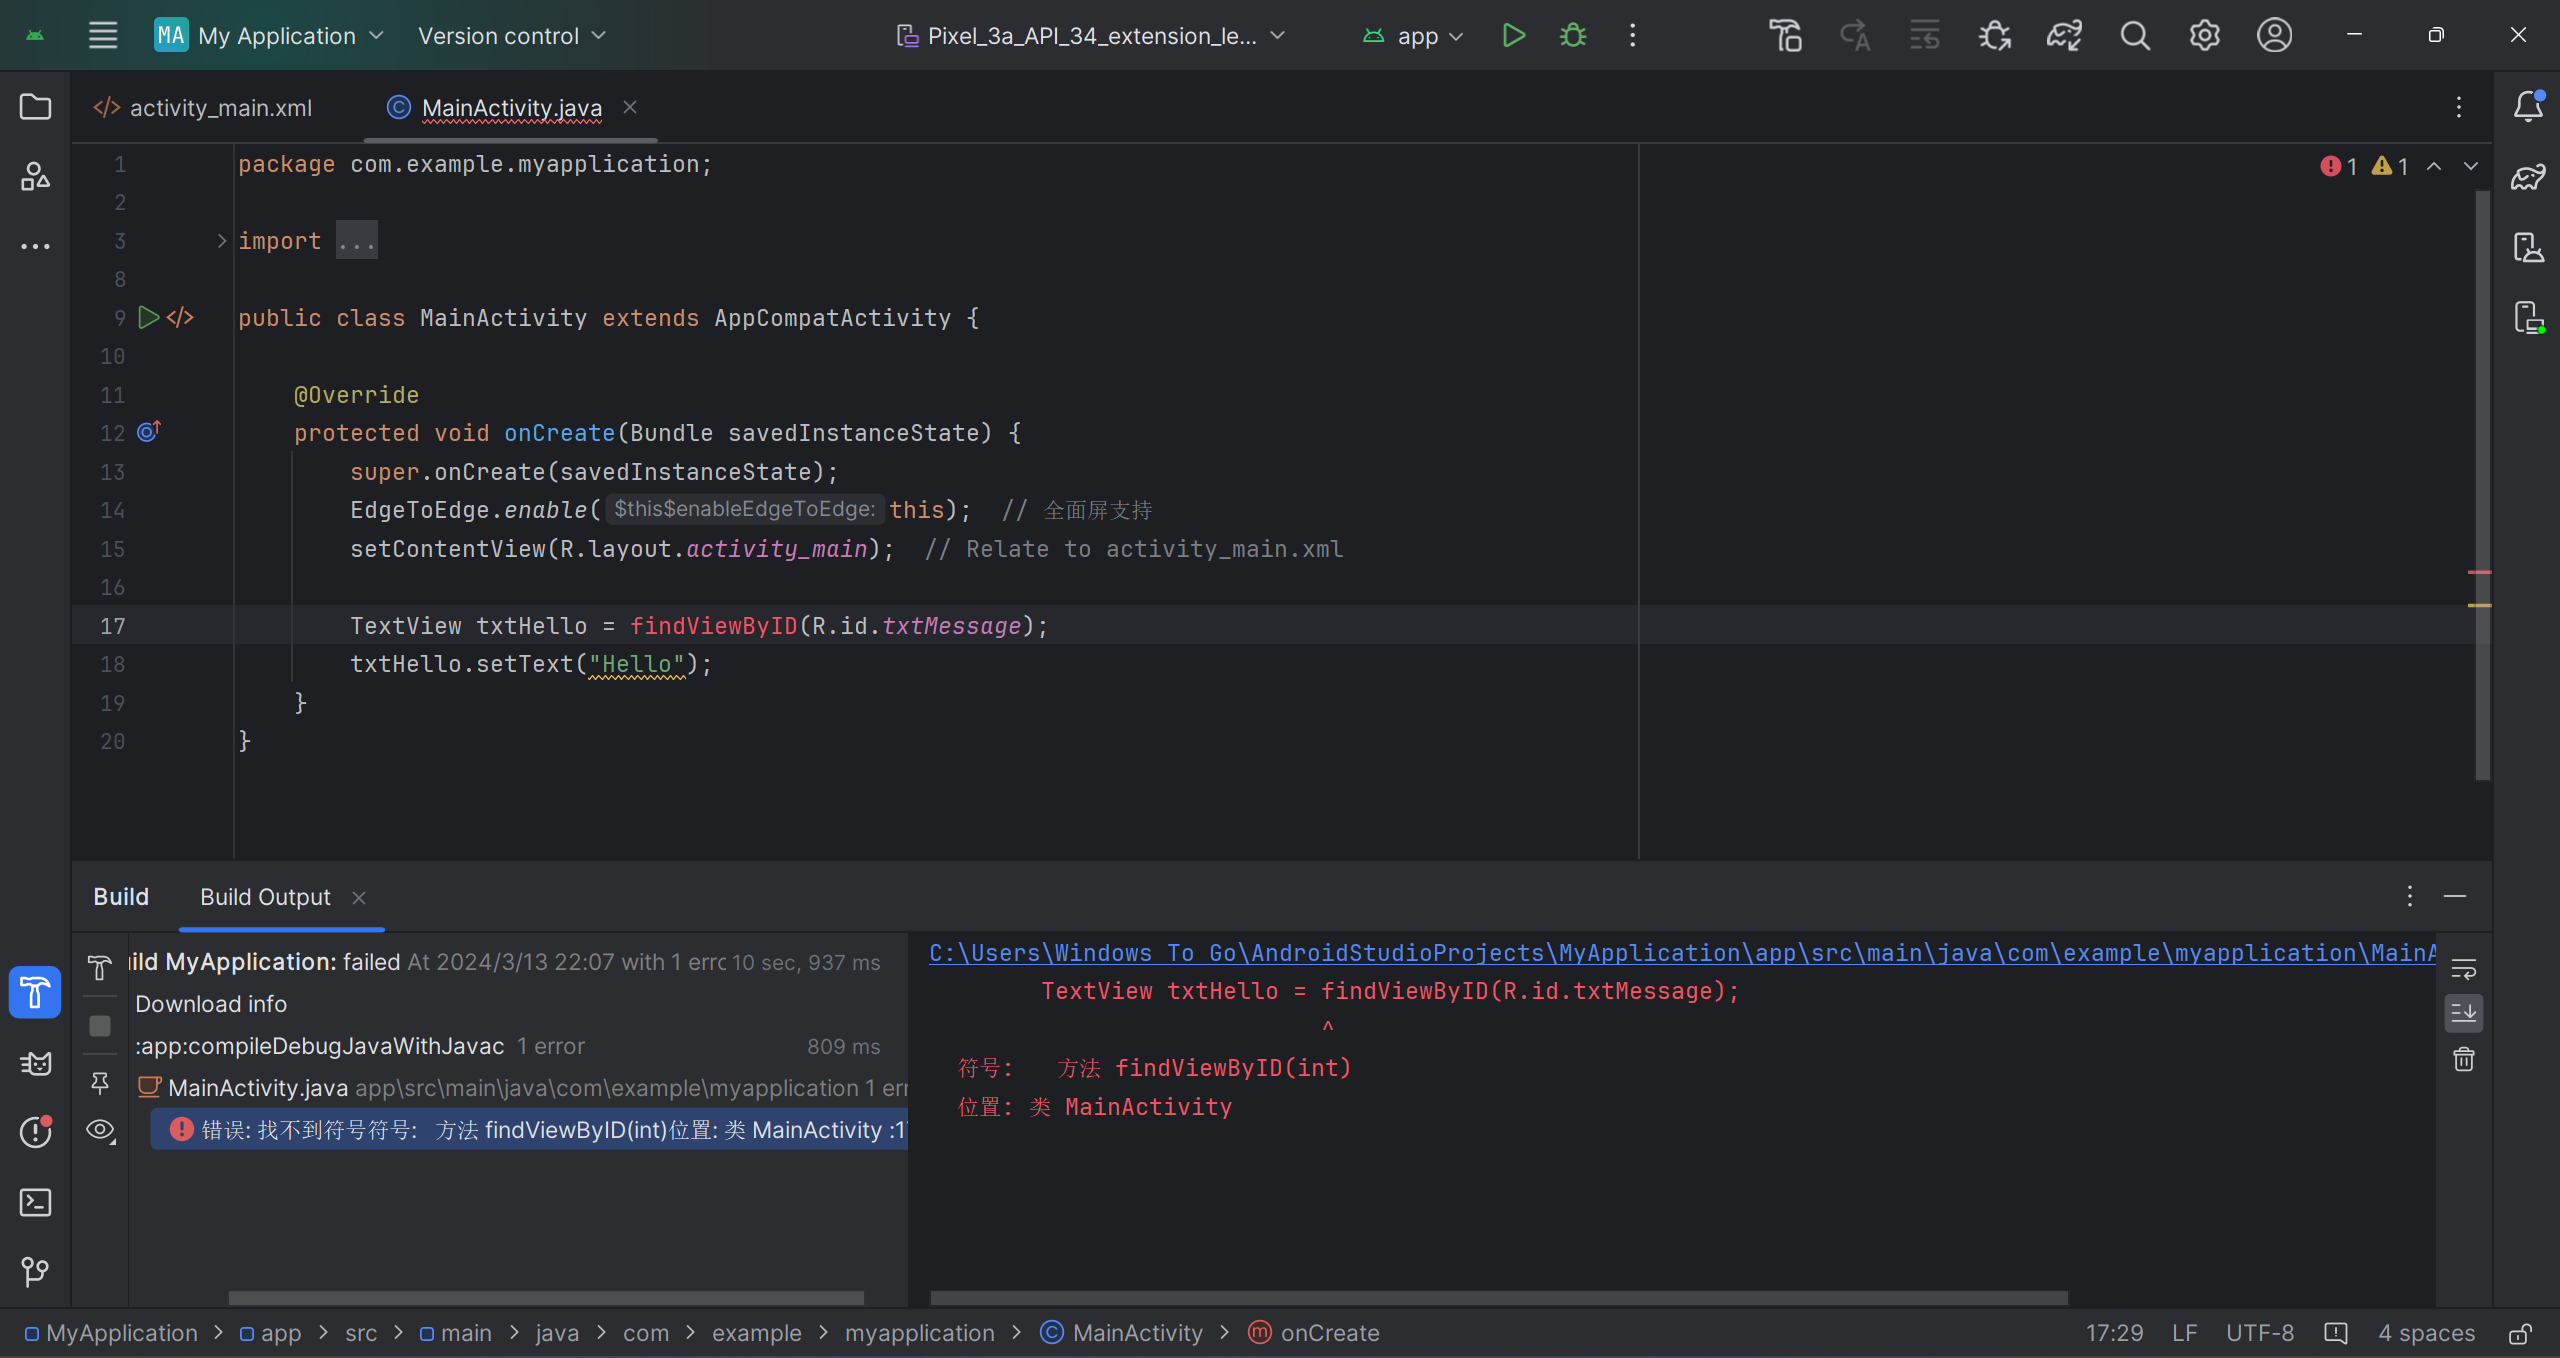 MA My Application Version control Pixel_3a_API_34_extension_le... app
activity_main.xml MainActivity.java
1 package com.example.myapplication; 1 1
2
3 import ...
8
9 public class MainActivity extends AppCompatActivity {
10
11 @Override
12 protected void onCreate(Bundle savedInstanceState) {
13 super.onCreate(savedInstanceState);
14 EdgeToEdge.enable( $this$enableEdgeToEdge: this); // 全面屏支持
15 setContentView(R.layout.activity_main); // Relate to activity_main.xml
16
17 TextView txtHello = findViewByID(R.id.txtMessage);
18 txtHello.setText("Hello");
19 }
20 }
Build Build Output
ild MyApplication: failed At 2024/3/13 22:07 with 1 errc 10 sec, 937 ms
Download info
:app:compileDebugJavaWithJavac 1 error 809 ms
MainActivity.java app\src\main\java\com\example\myapplication 1 err
错误: 找不到符号符号: 方法 findViewByID(int)位置: 类 MainActivity :1
C:\Users\Windows To Go\AndroidStudioProjects\MyApplication\app\src\main\java\com\example\myapplication\MainA
TextView txtHello = findViewByID(R.id.txtMessage);
^
符号: 方法 findViewByID(int)
位置: 类 MainActivity
MyApplication > app > src > main > java > com > example > myapplication > MainActivity > onCreate 17:29 LF UTF-8 4 spaces